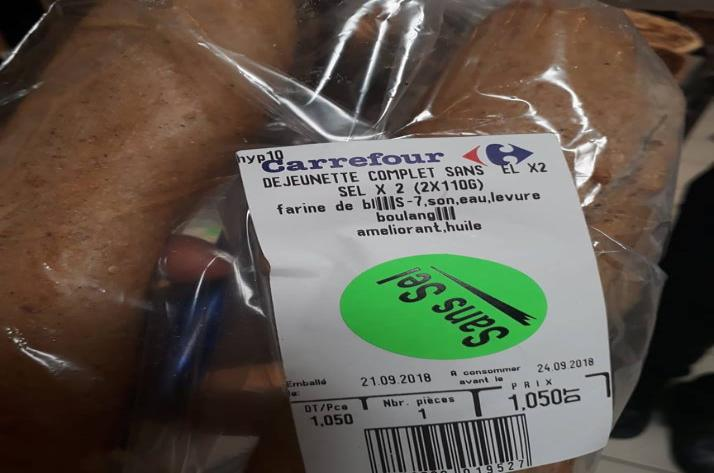 hyp10
Carrefour
DEJEUNETTE COMPLET SANS EL X2
SEL X 2 (2X110G)
farine de S-7,son,eau,levure
ameliorant,huile
Sans Sel
Emballé le: 21.09.2018 A consommer avant le 24.09.2018
DT/Pce Nbr. pièces PRIX
1,050 1 1,050
019527